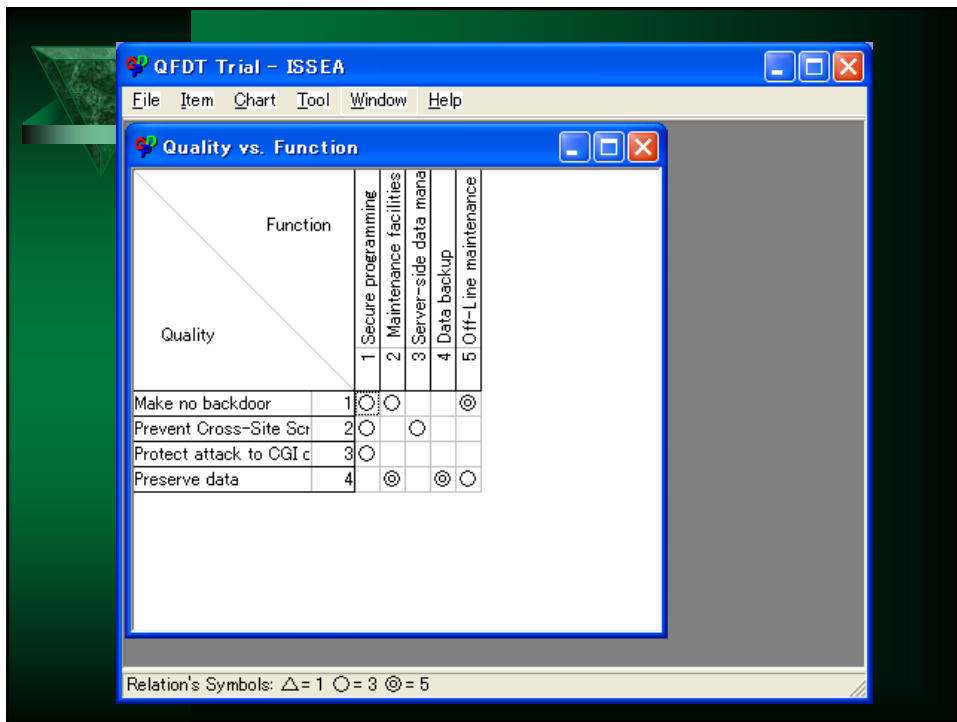 QFDT Trial - ISSEA
File Item Chart Tool Window Help
Quality vs. Function
Function
Quality
1 Secure programming
2 Maintenance facilities
3 Server-side data mana
4 Data backup
5 Off-Line maintenance
Make no backdoor 1 ○ ○ ◎
Prevent Cross-Site Scr 2 ○ ○
Protect attack to CGI c 3 ○
Preserve data 4 ◎ ◎ ○
Relation's Symbols: △= 1 ○= 3 ◎= 5